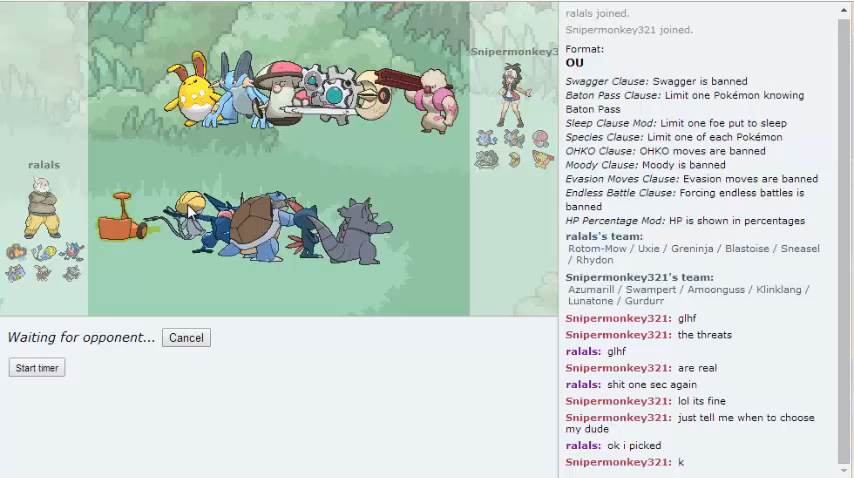 ralals joined.
Snipermonkey321 joined.
Format:
OU
Swagger Clause: Swagger is banned
Baton Pass Clause: Limit one Pokémon knowing
Baton Pass
Sleep Clause Mod: Limit one foe put to sleep
Species Clause: Limit one of each Pokémon
OHKO Clause: OHKO moves are banned
Moody Clause: Moody is banned
Evasion Moves Clause: Evasion moves are banned
Endless Battle Clause: Forcing endless battles is
banned
HP Percentage Mod: HP is shown in percentages
ralals's team:
Rotom-Mow / Uxie / Greninja / Blastoise / Sneasel
/ Rhydon
Snipermonkey321's team:
Azumarill / Swampert / Amoonguss / Klinklang /
Lunatone / Gurdurr
Snipermonkey321: glhf
Snipermonkey321: the threats
ralals: glhf
Snipermonkey321: are real
ralals: shit one sec again
Snipermonkey321: lol its fine
Snipermonkey321: just tell me when to choose
my dude
ralals: ok i picked
Snipermonkey321: k
Snipermonkey3
ralals
Waiting for opponent... Cancel
Start timer